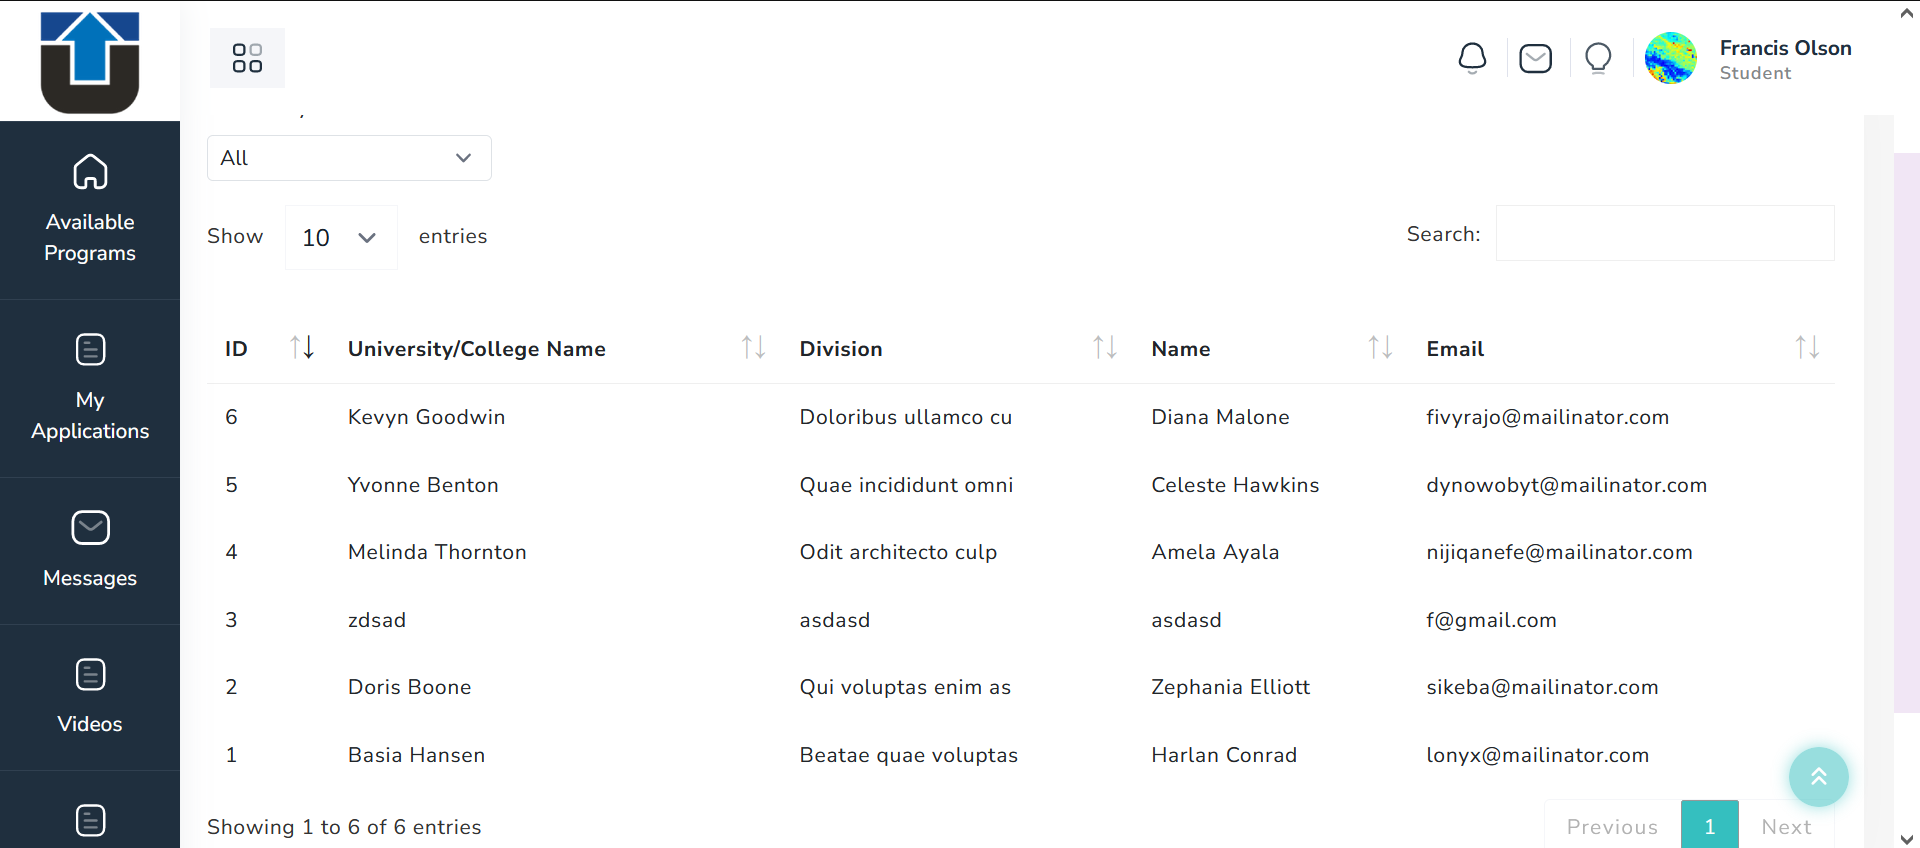 Francis Olson
Student
Available
Programs
My
Applications
Messages
Videos
All
Show 10 entries
Search:
ID University/College Name Division Name Email
6 Kevyn Goodwin Doloribus ullamco cu Diana Malone fivyrajo@mailinator.com
5 Yvonne Benton Quae incididunt omni Celeste Hawkins dynowobyt@mailinator.com
4 Melinda Thornton Odit architecto culp Amela Ayala nijiqanefe@mailinator.com
3 zdsad asdasd asdasd f@gmail.com
2 Doris Boone Qui voluptas enim as Zephania Elliott sikeba@mailinator.com
1 Basia Hansen Beatae quae voluptas Harlan Conrad lonyx@mailinator.com
Showing 1 to 6 of 6 entries
Previous 1 Next